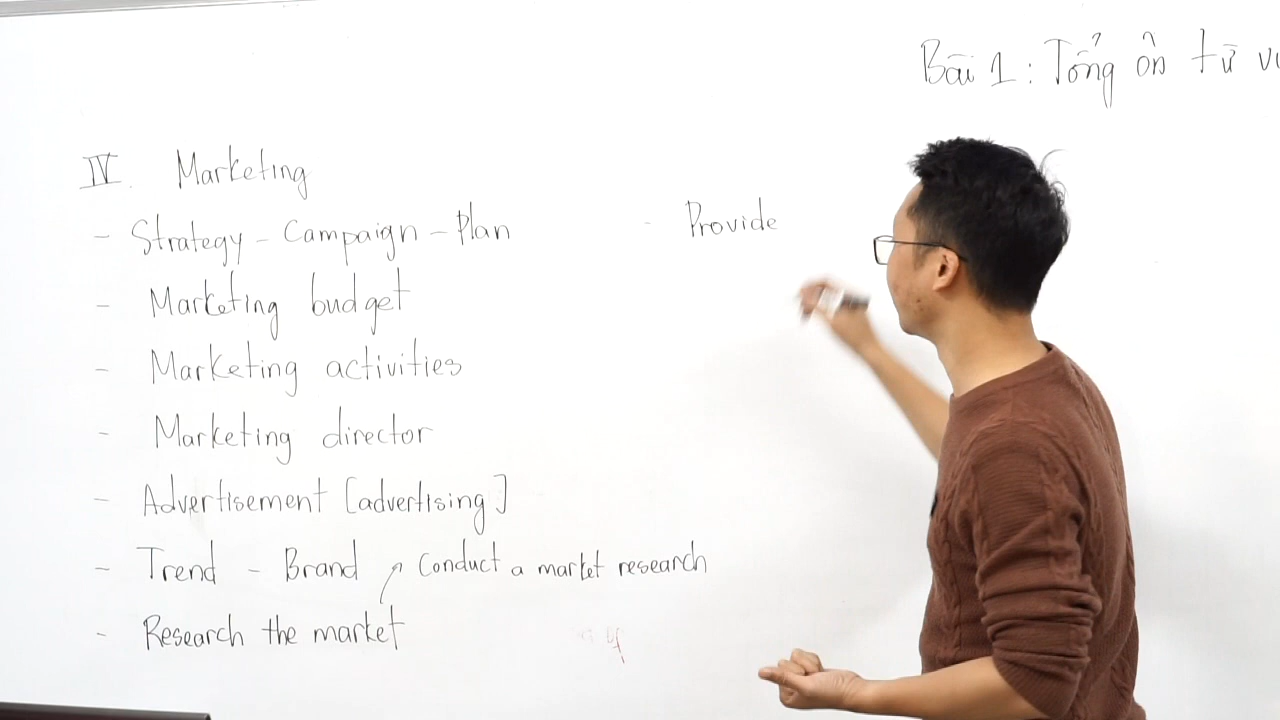 Bài 1: Tổng ôn từ
IV. Marketing
- Strategy - Campaign - Plan
- Marketing budget
- Marketing activities
- Marketing director
- Advertisement [advertising]
- Trend - Brand
- Research the market ↗ Conduct a market research
- Provide